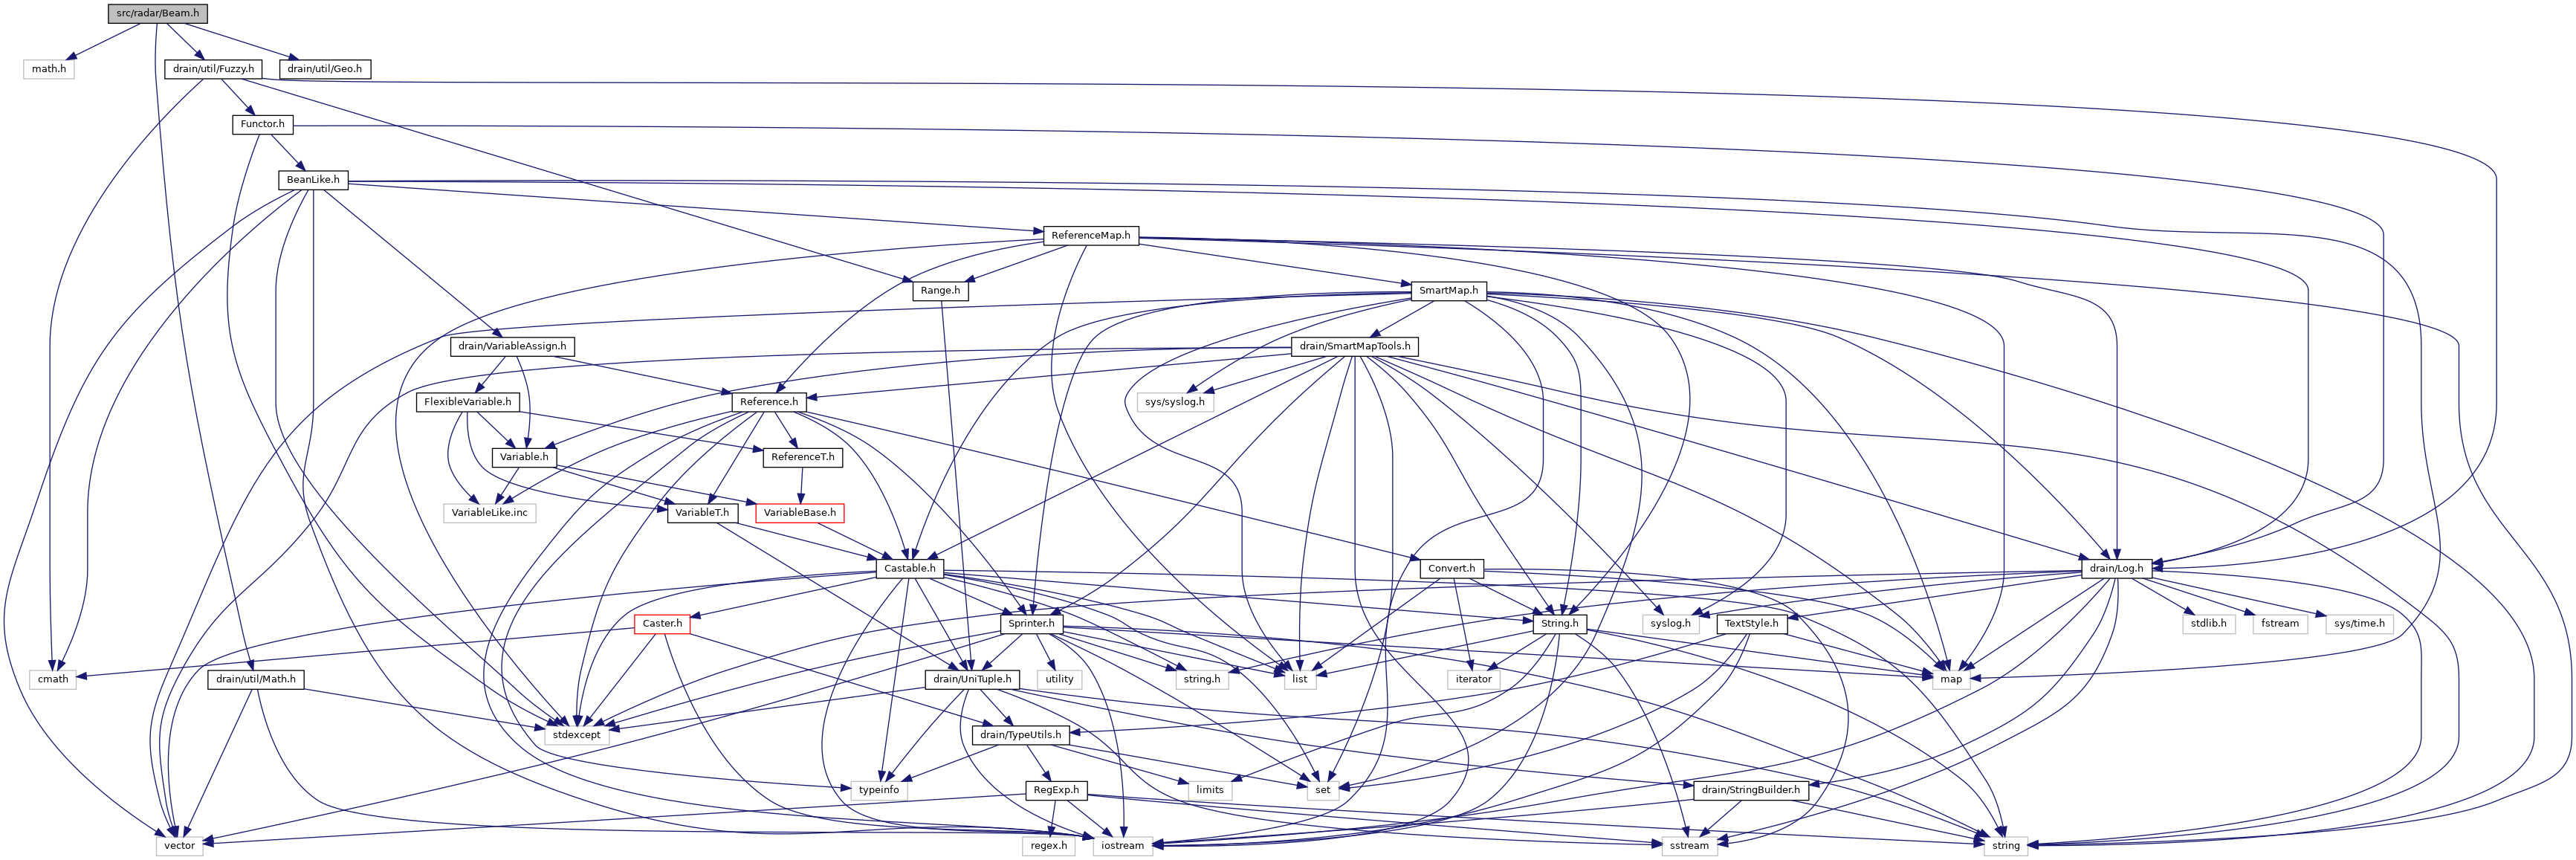 src/radar/Beam.h
math.h
drain/util/Fuzzy.h
drain/util/Geo.h
Functor.h
BeanLike.h
ReferenceMap.h
Range.h
SmartMap.h
drain/VariableAssign.h
drain/SmartMapTools.h
FlexibleVariable.h
Reference.h
sys/syslog.h
Variable.h
ReferenceT.h
VariableLike.inc
VariableT.h
VariableBase.h
Castable.h
Convert.h
drain/Log.h
Caster.h
Sprinter.h
String.h
syslog.h
TextStyle.h
stdlib.h
fstream
sys/time.h
cmath
drain/util/Math.h
drain/UniTuple.h
utility
string.h
list
iterator
map
stdexcept
drain/TypeUtils.h
typeinfo
RegExp.h
limits
set
drain/StringBuilder.h
vector
regex.h
iostream
sstream
string